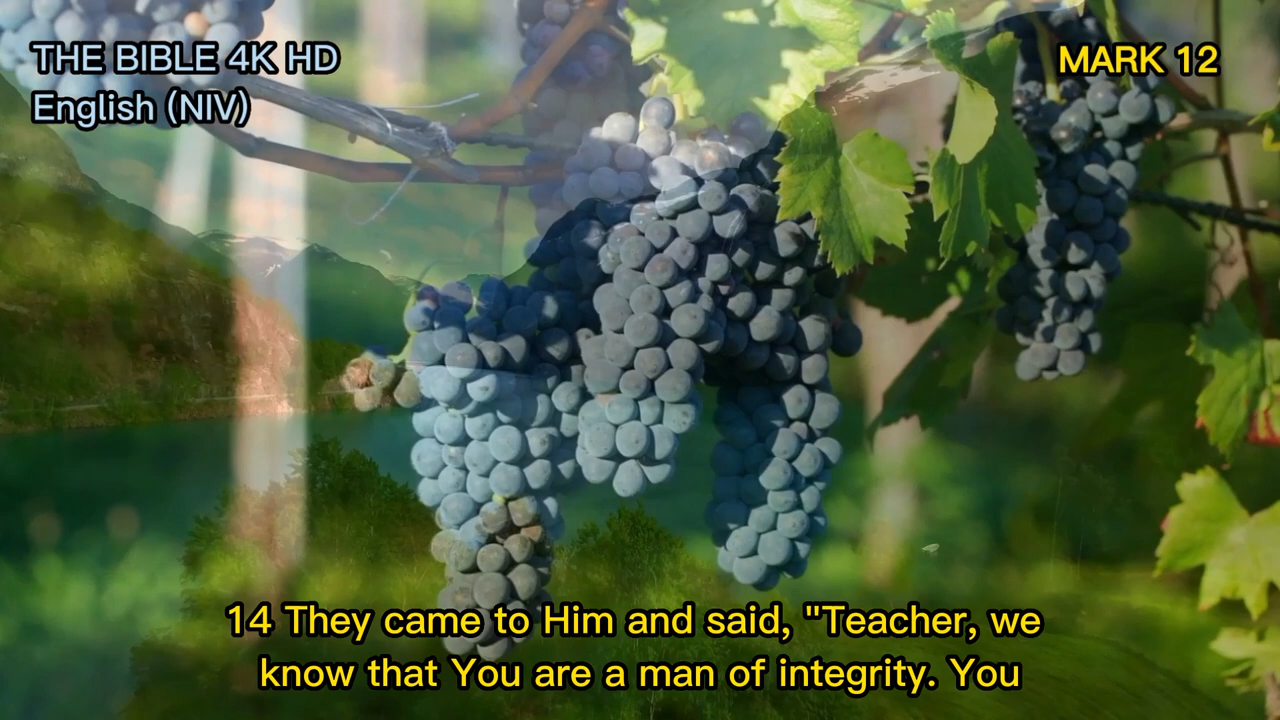 THE BIBLE 4K HD
English (NIV)
MARK 12
14 They came to Him and said, "Teacher, we
know that You are a man of integrity. You